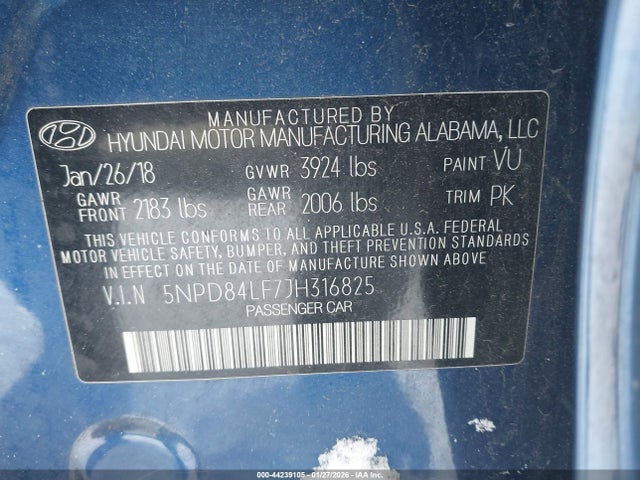 MANUFACTURED BY
HYUNDAI MOTOR MANUFACTURING ALABAMA, LLC
Jan/26/18 GVWR 3924 lbs PAINT VU
GAWR FRONT 2183 lbs GAWR REAR 2006 lbs TRIM PK
THIS VEHICLE CONFORMS TO ALL APPLICABLE U.S.A. FEDERAL
MOTOR VEHICLE SAFETY, BUMPER, AND THEFT PREVENTION STANDARDS
IN EFFECT ON THE DATE OF MANUFACTURE SHOWN ABOVE.
V.I.N 5NPD84LF7JH316825
PASSENGER CAR
000-44239105 - 01/27/2026 - IAAI.COM